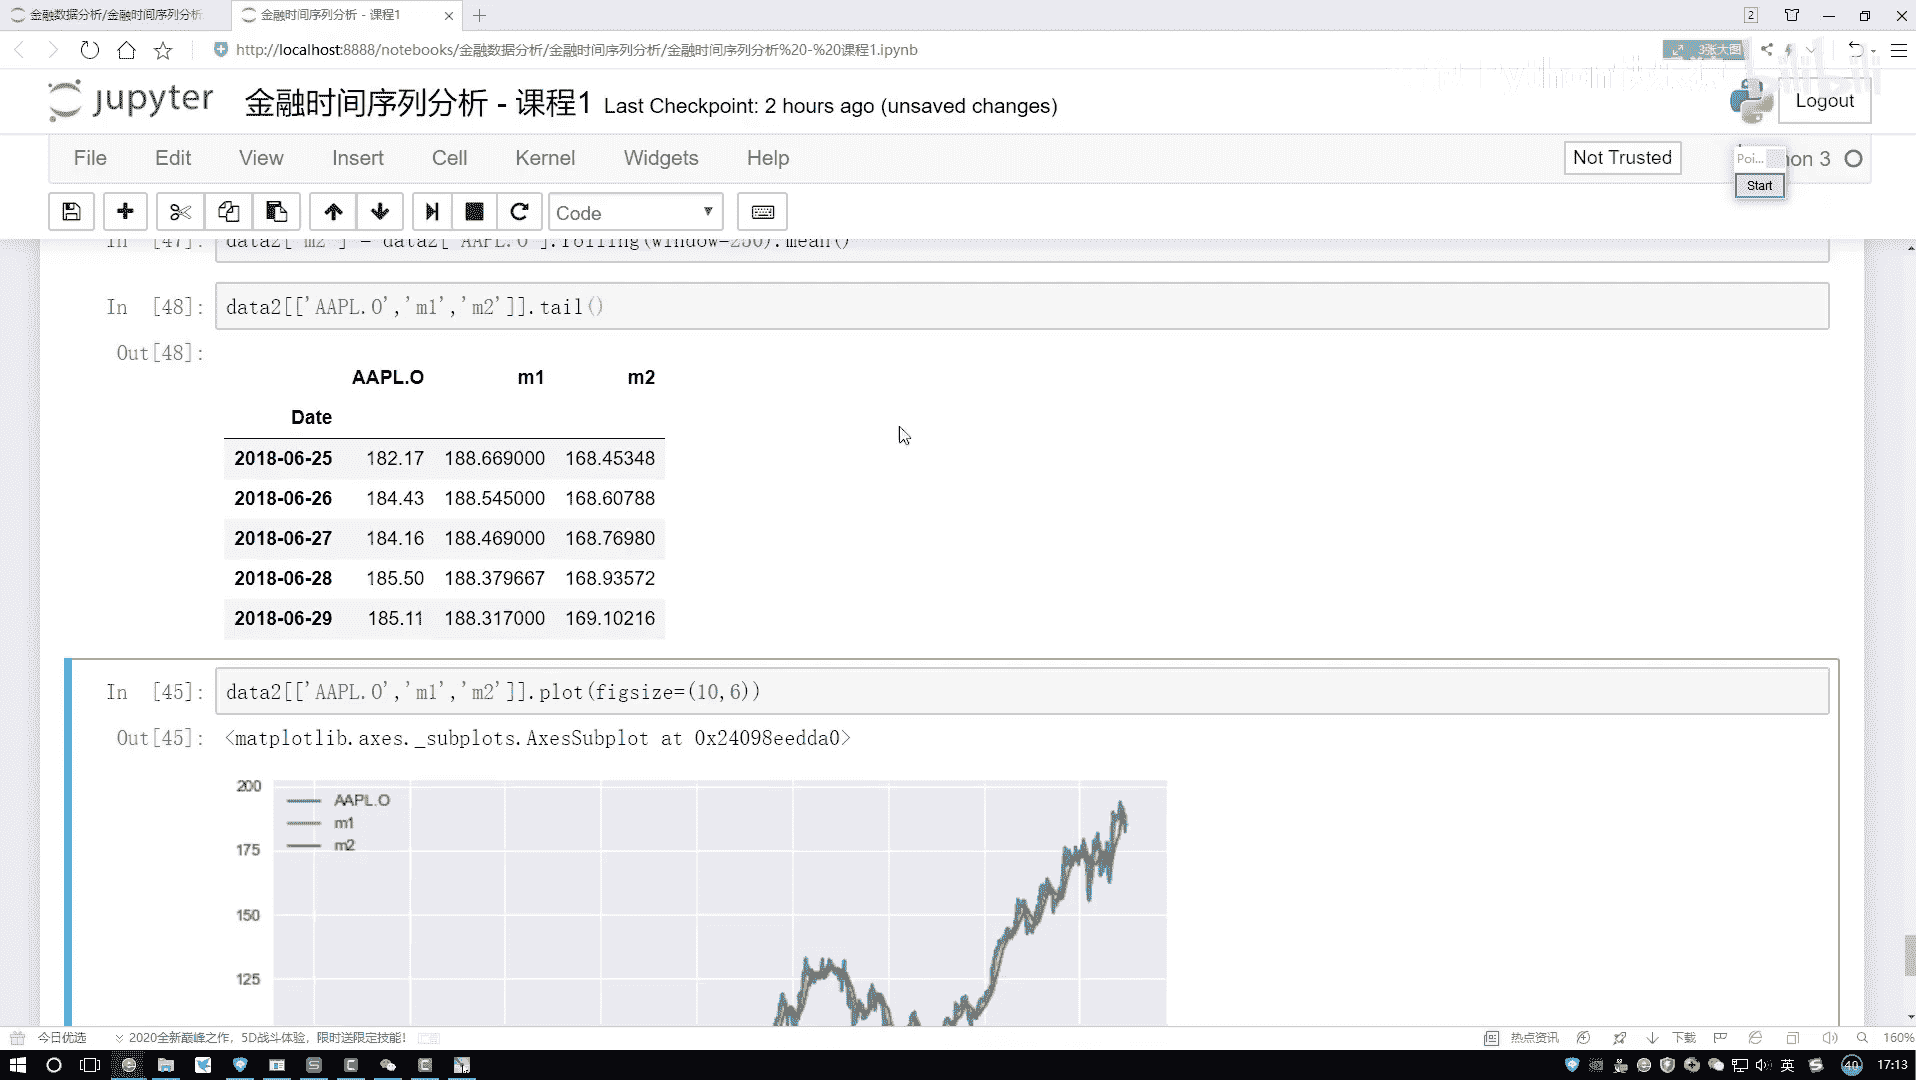 金融数据分析/金融时间序列分析
金融时间序列分析 - 课程1
2
http://localhost:8888/notebooks/金融数据分析/金融时间序列分析/金融时间序列分析%20-%20课程1.ipynb
3张大图
bilibili
jupyter 金融时间序列分析 - 课程1 Last Checkpoint: 2 hours ago (unsaved changes)
Logout
File Edit View Insert Cell Kernel Widgets Help
Not Trusted
Poi... hon 3
Start
Code
In [47]: data2['m2'] = data2['AAPL.O'].rolling(window=250).mean()
In [48]: data2[['AAPL.O','m1','m2']].tail()
Out[48]:
AAPL.O m1 m2
Date
2018-06-25 182.17 188.669000 168.45348
2018-06-26 184.43 188.545000 168.60788
2018-06-27 184.16 188.469000 168.76980
2018-06-28 185.50 188.379667 168.93572
2018-06-29 185.11 188.317000 169.10216
In [45]: data2[['AAPL.O','m1','m2']].plot(figsize=(10,6))
Out[45]: <matplotlib.axes._subplots.AxesSubplot at 0x24098eedda0>
200
AAPL.O
m1
m2
175
150
125
今日优选 2020全新巅峰之作，5D战斗体验，限时送限定技能!
热点资讯 下载 160%
英 40 17:13